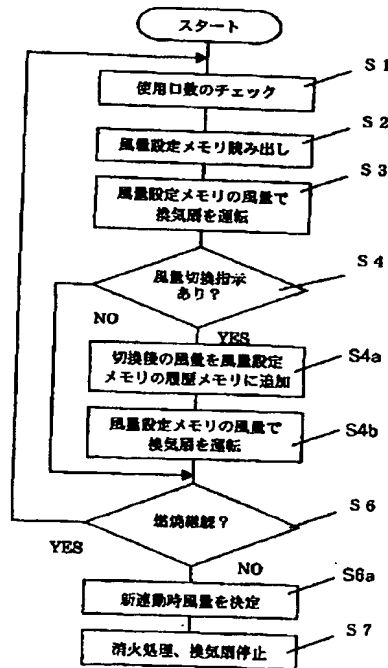 スタート
S 1
使用口数のチェック
S 2
風量設定メモリ読み出し
S 3
風量設定メモリの風量で
換気扇を運転
S 4
風量切換指示
あり?
NO
YES
S4a
切換後の風量を風量設定
メモリの履歴メモリに追加
S4b
風量設定メモリの風量で
換気扇を運転
S 6
燃焼継続?
YES
NO
S6a
新連動時風量を決定
S 7
消火処理、換気扇停止